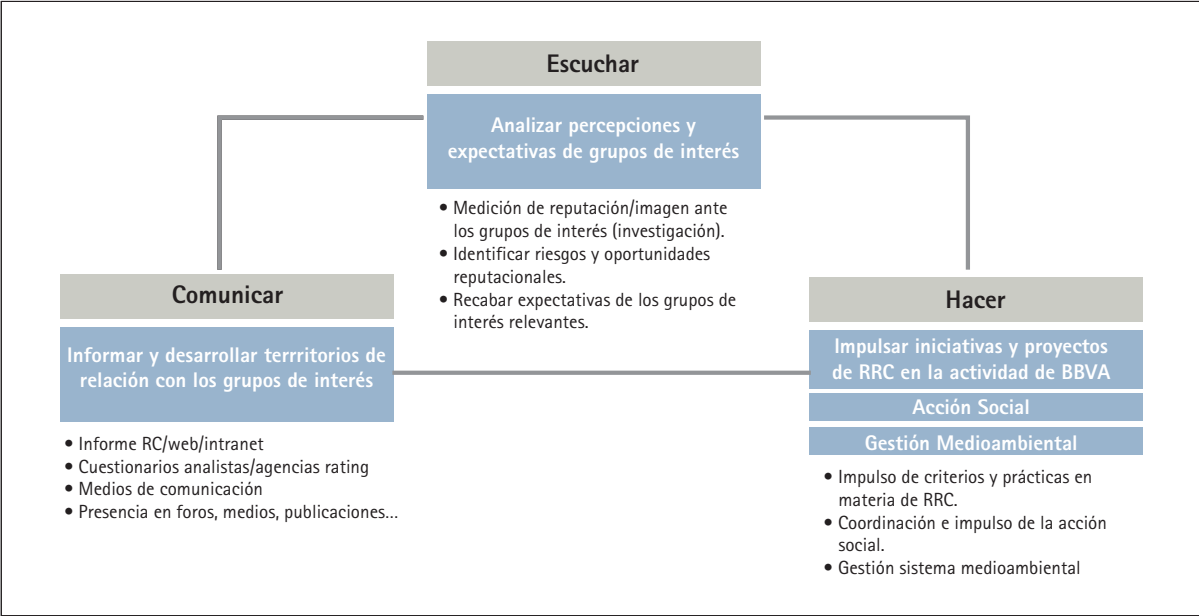 Escuchar
Analizar percepciones y
expectativas de grupos de interés
• Medición de reputación/imagen ante
los grupos de interés (investigación).
• Identificar riesgos y oportunidades
reputacionales.
• Recabar expectativas de los grupos de
interés relevantes.
Comunicar
Informar y desarrollar terrritorios de
relación con los grupos de interés
• Informe RC/web/intranet
• Cuestionarios analistas/agencias rating
• Medios de comunicación
• Presencia en foros, medios, publicaciones...
Hacer
Impulsar iniciativas y proyectos
de RRC en la actividad de BBVA
Acción Social
Gestión Medioambiental
• Impulso de criterios y prácticas en
materia de RRC.
• Coordinación e impulso de la acción
social.
• Gestión sistema medioambiental